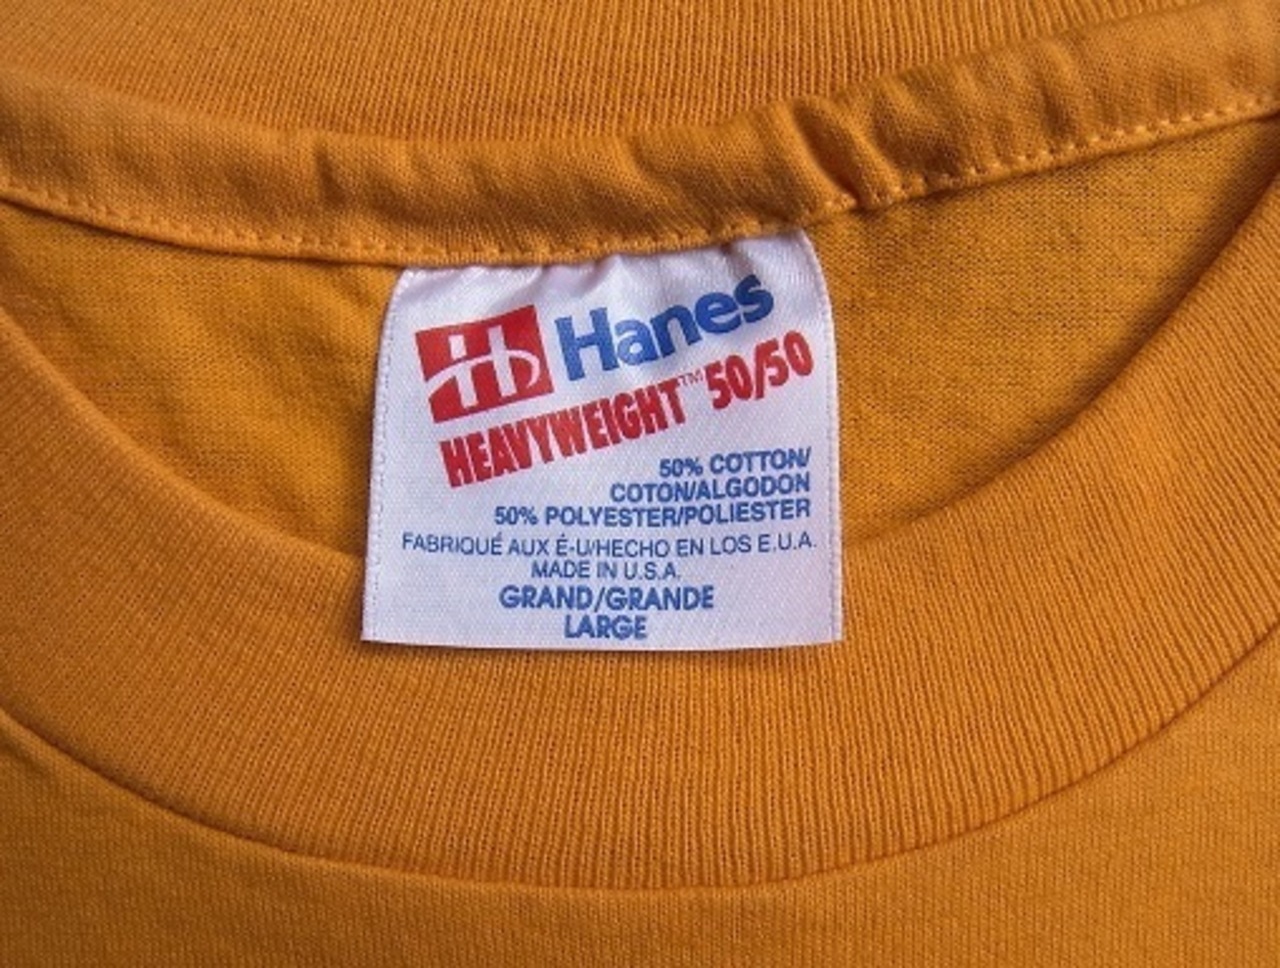 Hanes
HEAVYWEIGHT™ 50/50
50% COTTON/
COTON/ALGODON
50% POLYESTER/POLIESTER
FABRIQUÉ AUX É-U/HECHO EN LOS E.U.A.
MADE IN U.S.A.
GRAND/GRANDE
LARGE